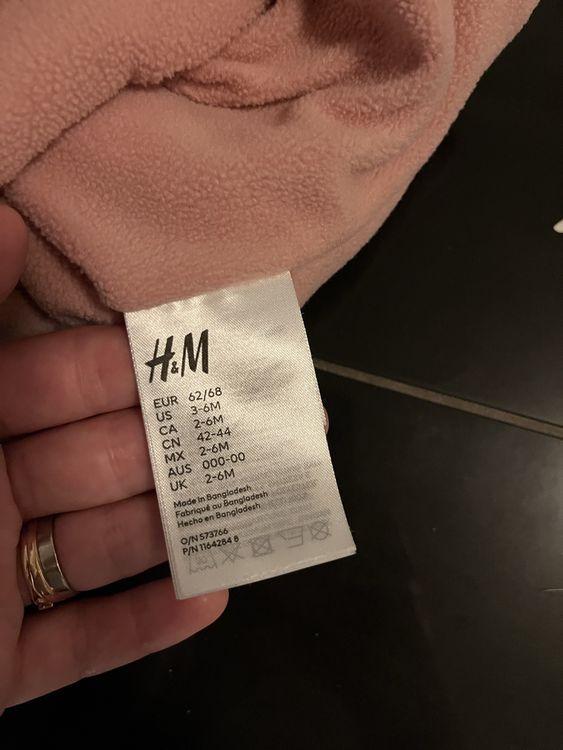 H&M
EUR 62/68
US 3-6M
CA 2-6M
CN 42-44
MX 2-6M
AUS 000-00
UK 2-6M
Made in Bangladesh
Fabriqué au Bangladesh
Hecho en Bangladesh
O/N 573766
P/N 1164284 8